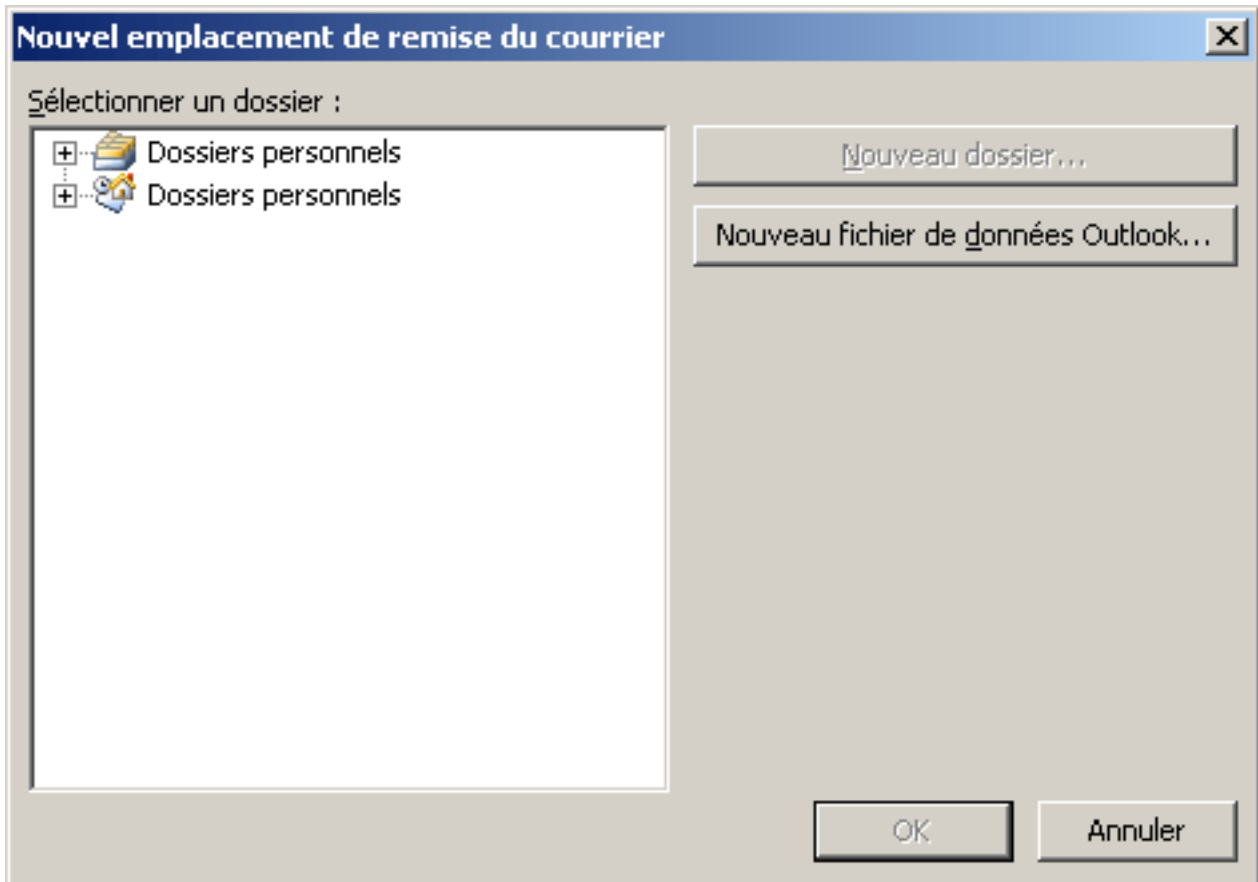 Nouvel emplacement de remise du courrier
Sélectionner un dossier :
Dossiers personnels
Dossiers personnels
Nouveau dossier...
Nouveau fichier de données Outlook...
OK
Annuler